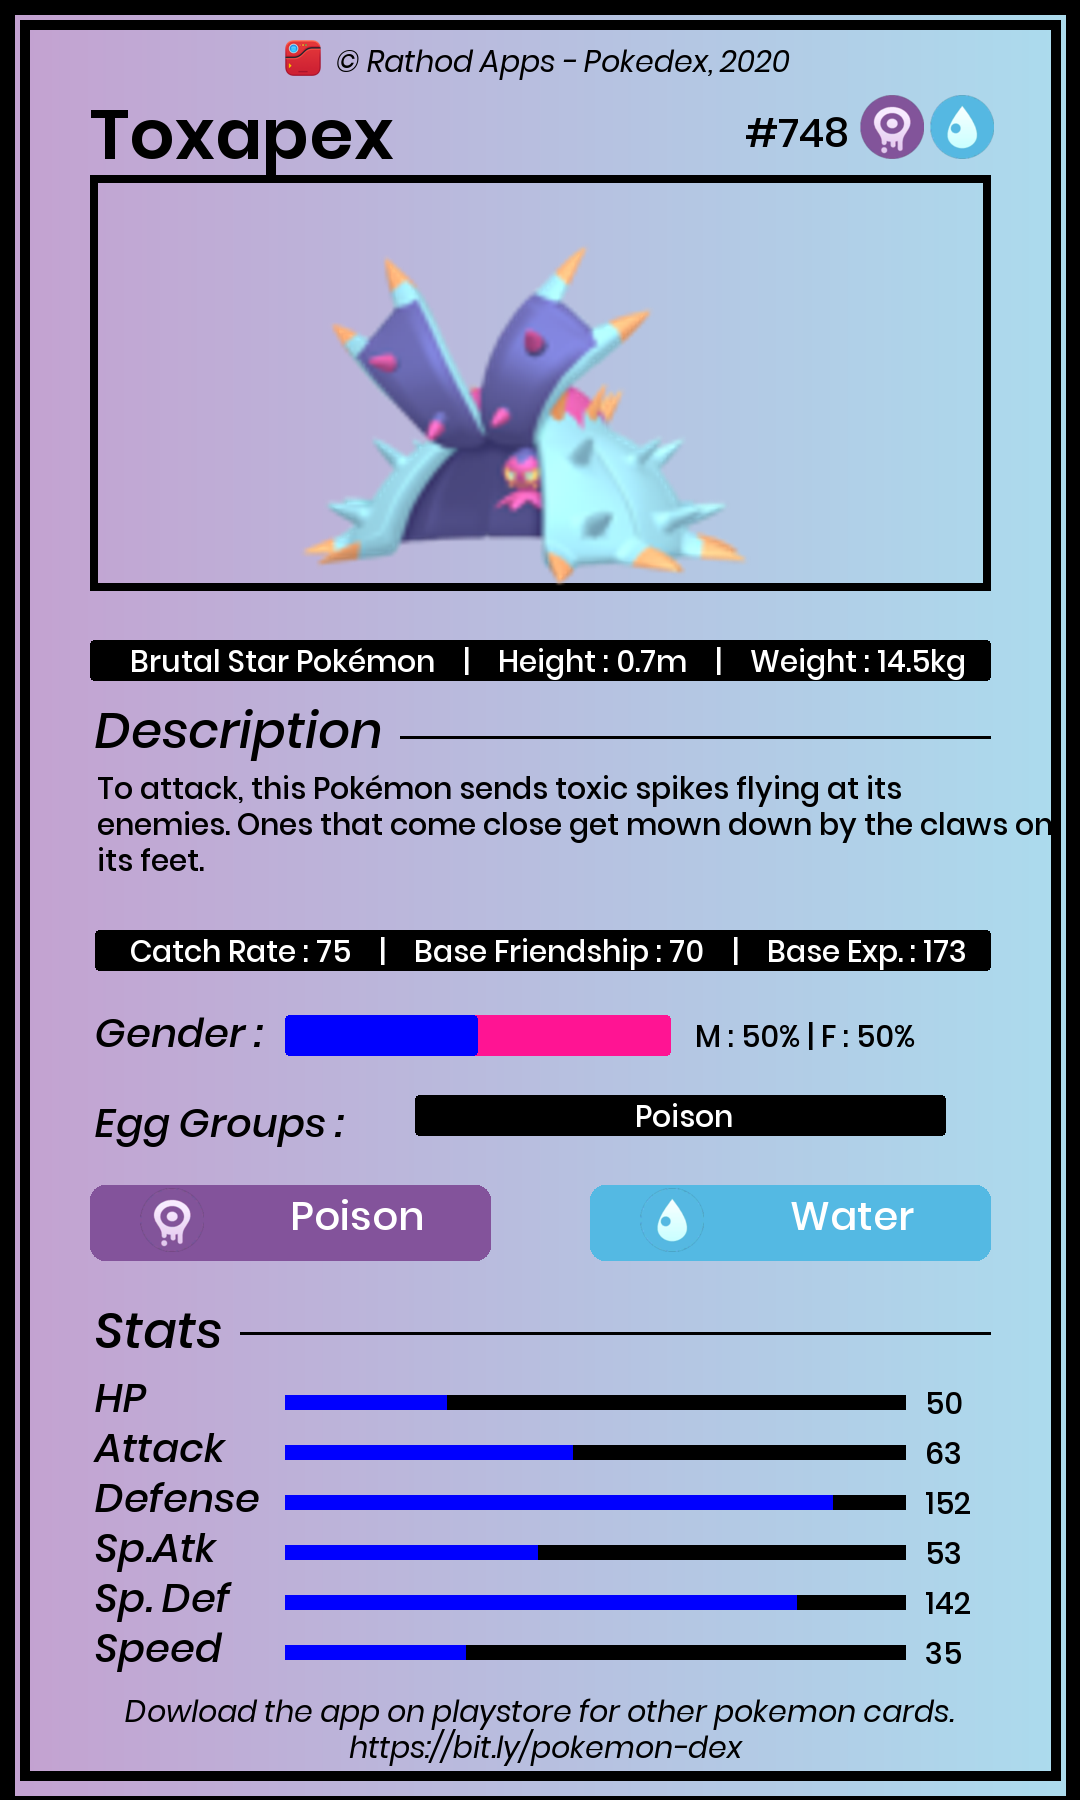 © Rathod Apps - Pokedex, 2020
Toxapex
#748
Brutal Star Pokémon | Height : 0.7m | Weight : 14.5kg
Description
To attack, this Pokémon sends toxic spikes flying at its
enemies. Ones that come close get mown down by the claws on
its feet.
Catch Rate : 75 | Base Friendship : 70 | Base Exp. : 173
Gender : M : 50% | F : 50%
Egg Groups : Poison
Poison Water
Stats
HP 50
Attack 63
Defense 152
Sp.Atk 53
Sp. Def 142
Speed 35
Dowload the app on playstore for other pokemon cards.
https://bit.ly/pokemon-dex